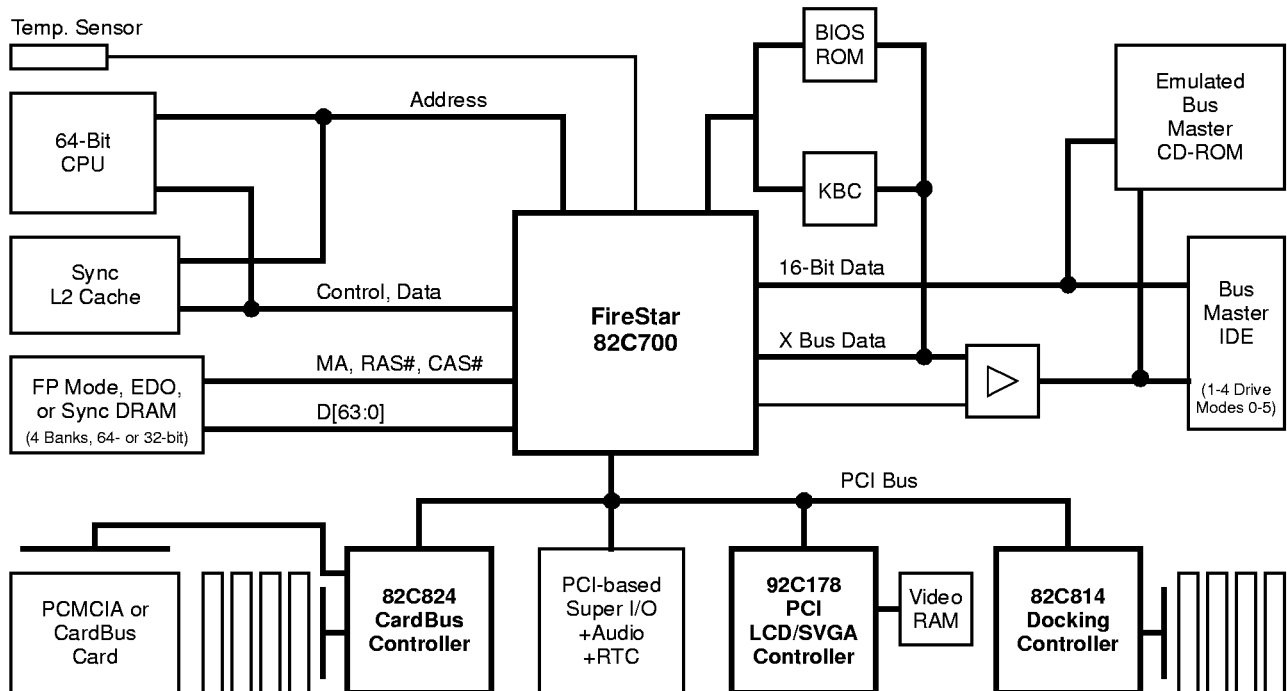 Temp. Sensor
BIOS
ROM
Emulated
Bus
Master
CD-ROM
64-Bit
CPU
Address
KBC
Sync
L2 Cache
Control, Data
FireStar
82C700
16-Bit Data
X Bus Data
Bus
Master
IDE
(1-4 Drive
Modes 0-5)
FP Mode, EDO,
or Sync DRAM
(4 Banks, 64- or 32-bit)
MA, RAS#, CAS#
D[63:0]
PCI Bus
PCMCIA or
CardBus
Card
82C824
CardBus
Controller
PCI-based
Super I/O
+Audio
+RTC
92C178
PCI
LCD/SVGA
Controller
Video
RAM
82C814
Docking
Controller